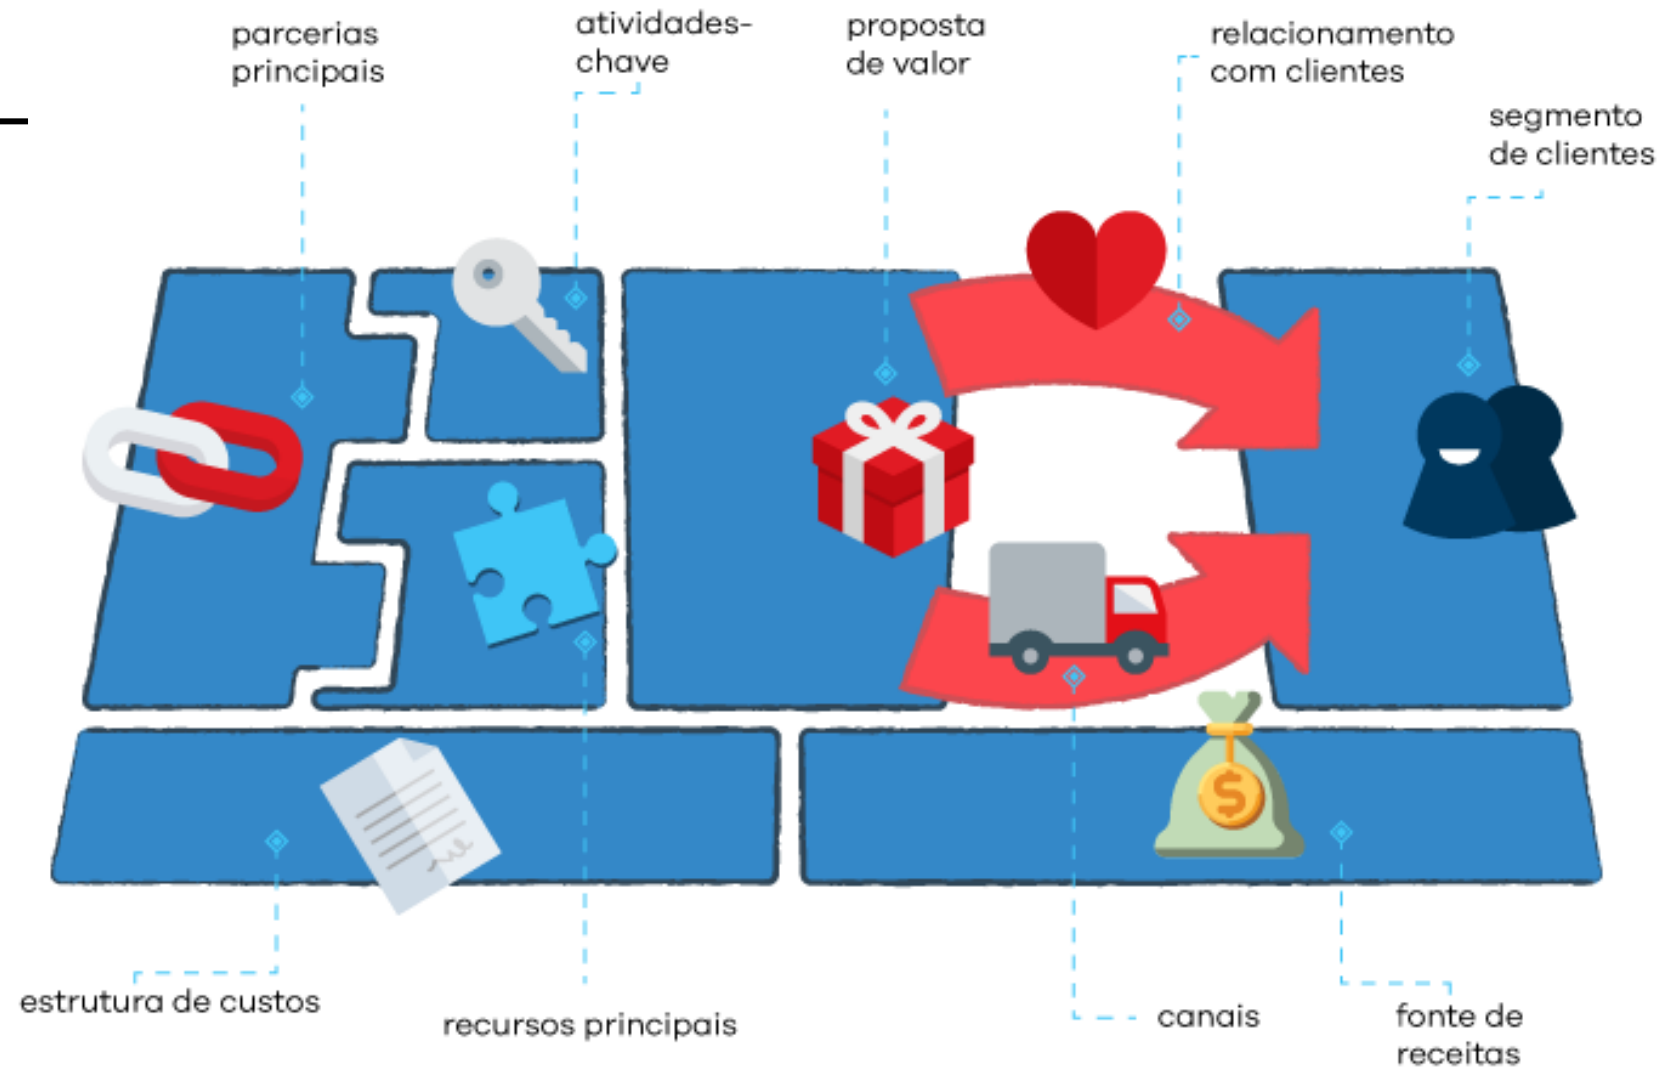 parcerias
principais
atividades-
chave
proposta
de valor
relacionamento
com clientes
segmento
de clientes
$
estrutura de custos
recursos principais
canais
fonte de
receitas